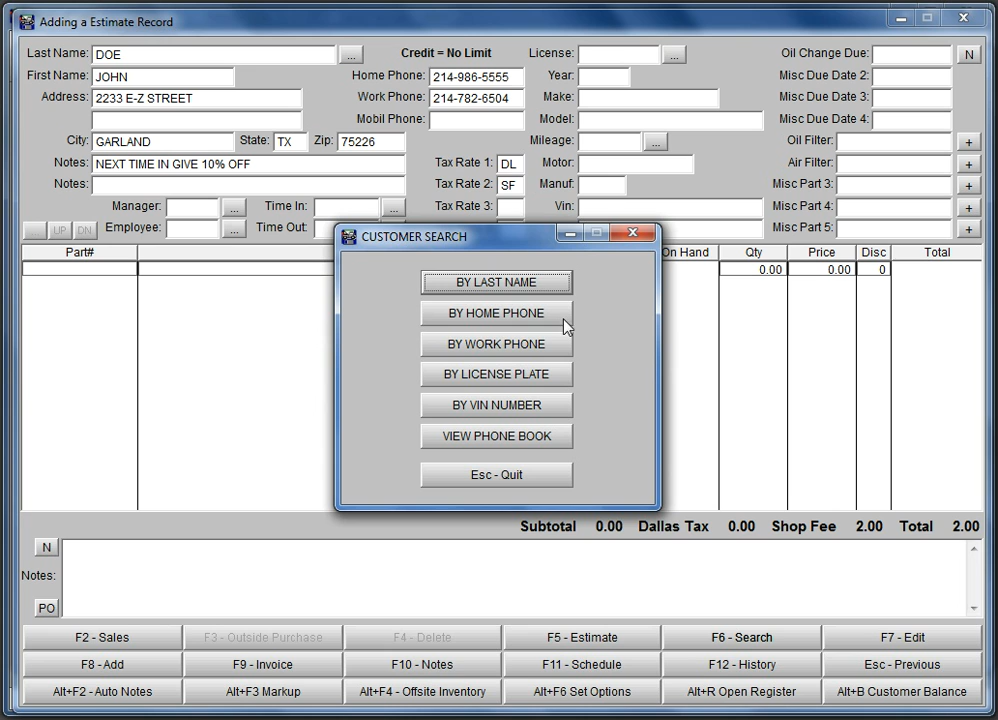 Adding a Estimate Record
Last Name: DOE ... Credit = No Limit License: ... Oil Change Due: N
First Name: JOHN Home Phone: 214-986-5555 Year: Misc Due Date 2:
Address: 2233 E-Z STREET Work Phone: 214-782-6504 Make: Misc Due Date 3:
Mobil Phone: Model: Misc Due Date 4:
City: GARLAND State: TX Zip: 75226 Mileage: ... Oil Filter: +
Notes: NEXT TIME IN GIVE 10% OFF Tax Rate 1: DL Motor: Air Filter: +
Notes: Tax Rate 2: SF Manuf: Misc Part 3: +
Manager: ... Time In: ... Tax Rate 3: Vin: Misc Part 4: +
... UP DN Employee: ... Time Out: Misc Part 5: +
CUSTOMER SEARCH
Part# On Hand Qty Price Disc Total
0.00 0.00 0
BY LAST NAME
BY HOME PHONE
BY WORK PHONE
BY LICENSE PLATE
BY VIN NUMBER
VIEW PHONE BOOK
Esc - Quit
Subtotal 0.00 Dallas Tax 0.00 Shop Fee 2.00 Total 2.00
N
Notes:
PO
F2 - Sales F3 - Outside Purchase F4 - Delete F5 - Estimate F6 - Search F7 - Edit
F8 - Add F9 - Invoice F10 - Notes F11 - Schedule F12 - History Esc - Previous
Alt+F2 - Auto Notes Alt+F3 Markup Alt+F4 - Offsite Inventory Alt+F6 Set Options Alt+R Open Register Alt+B Customer Balance